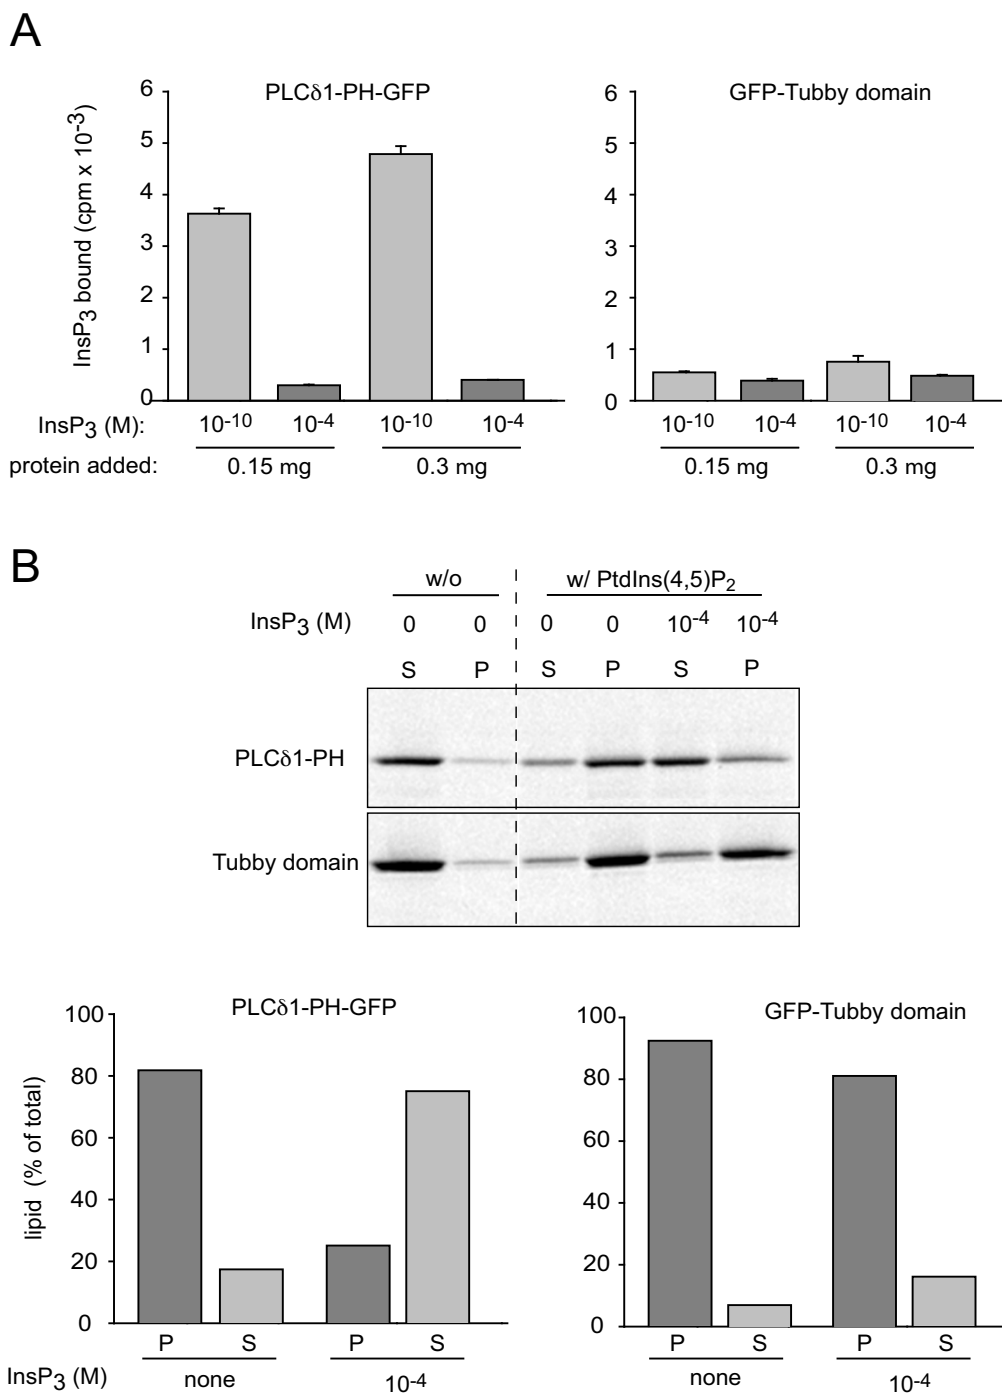 A
PLCδ1-PH-GFP
GFP-Tubby domain
InsP3 bound (cpm x 10-3)
6
5
4
3
2
1
0
6
5
4
3
2
1
0
InsP3 (M): 10-10 10-4 10-10 10-4
10-10 10-4 10-10 10-4
protein added: 0.15 mg 0.3 mg
0.15 mg 0.3 mg
B
w/o w/ PtdIns(4,5)P2
InsP3 (M) 0 0 0 0 10-4 10-4
S P S P S P
PLCδ1-PH
Tubby domain
PLCδ1-PH-GFP
GFP-Tubby domain
lipid (% of total)
100
80
60
40
20
0
100
80
60
40
20
0
P S P S
P S P S
InsP3 (M) none 10-4
none 10-4